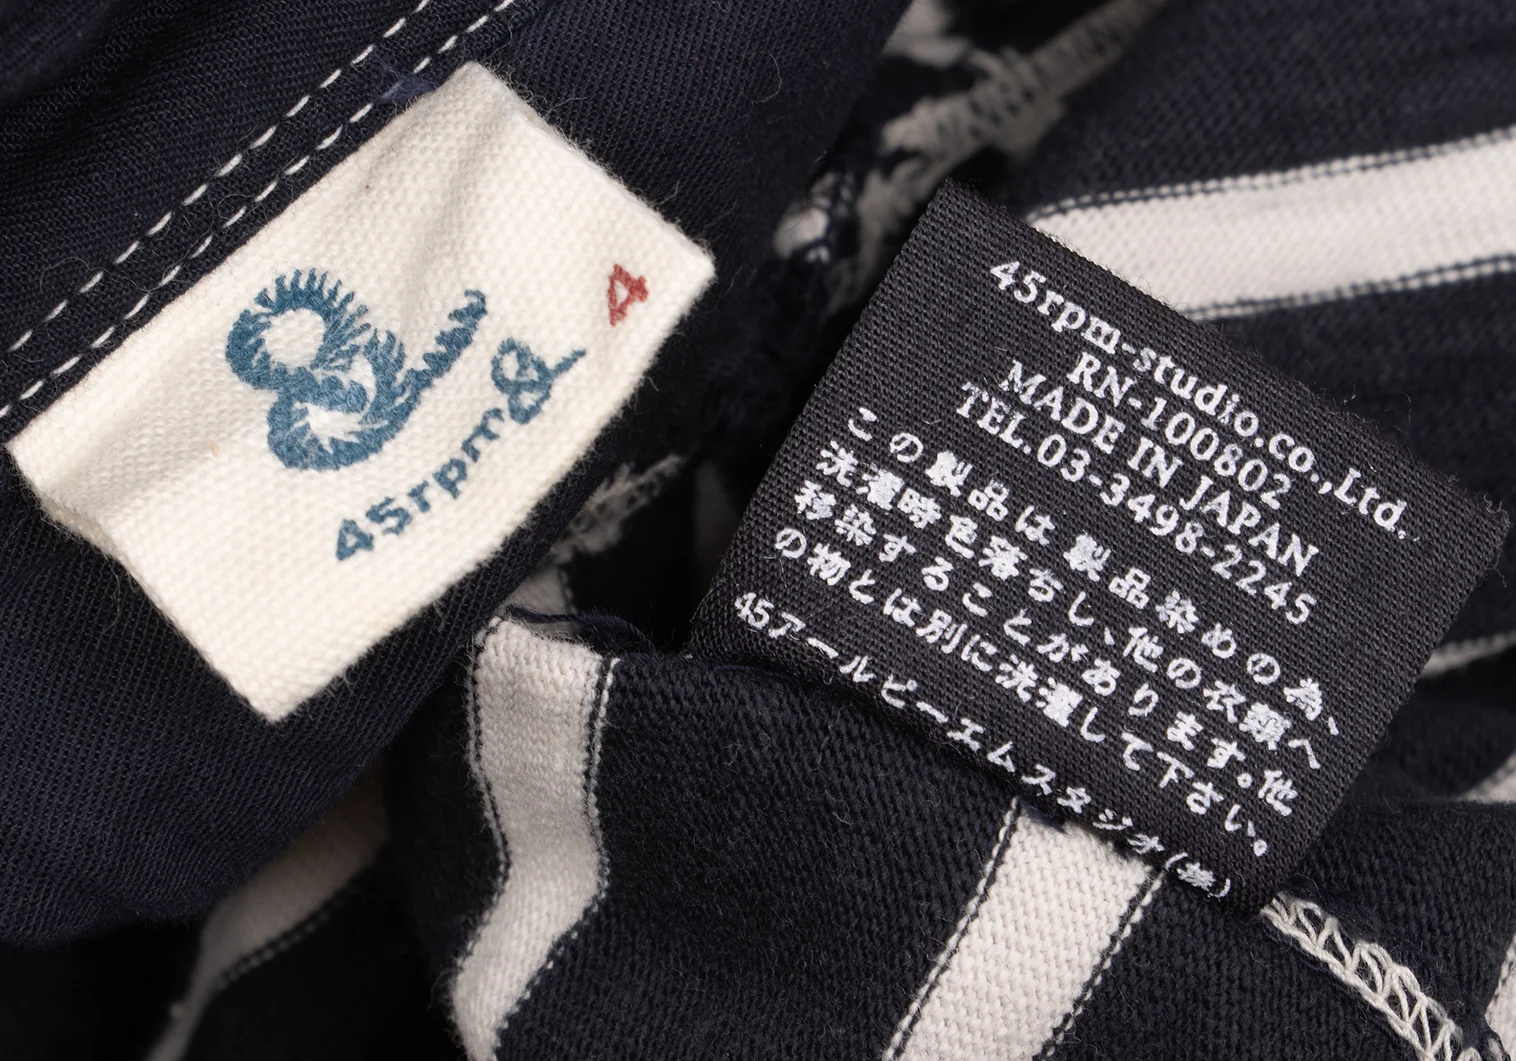 4
45rpm
45rpm-studio.co.,Ltd.
RN-100802
MADE IN JAPAN
TEL.03-3498-2245
この製品は製品染めの為、
洗濯時色落ちし、他の衣類へ
移染することがあります。他
の物とは別に洗濯して下さい。
45アールピーエムスタジオ(株)